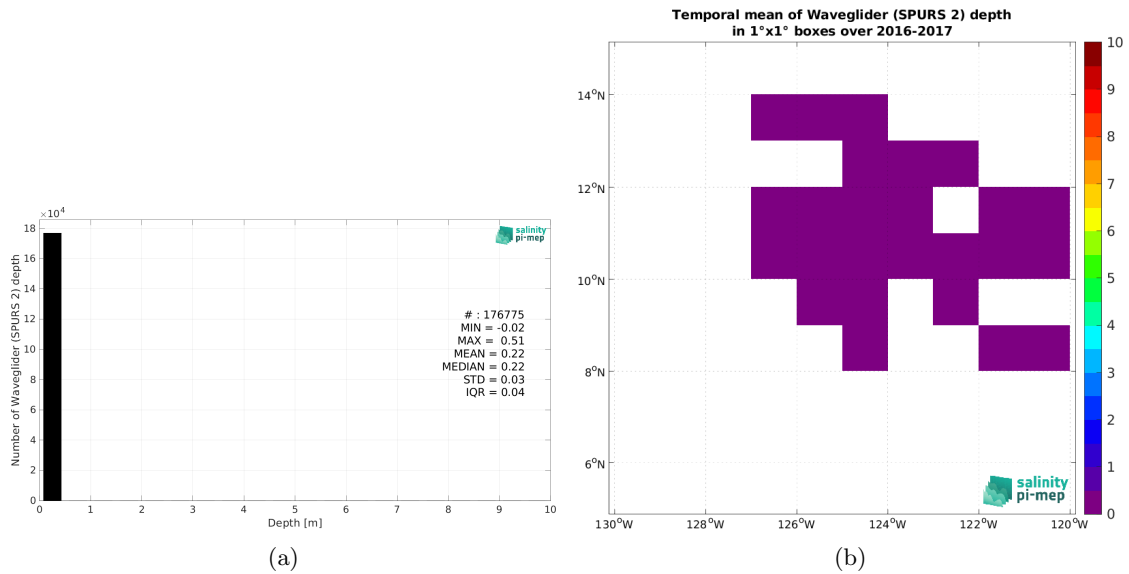 ×10⁴
18
16
14
12
10
8
6
4
2
0
Number of Waveglider (SPURS 2) depth
salinity
pi-mep
# : 176775
MIN = -0.02
MAX = 0.51
MEAN = 0.22
MEDIAN = 0.22
STD = 0.03
IQR = 0.04
0 1 2 3 4 5 6 7 8 9 10
Depth [m]
(a)
Temporal mean of Waveglider (SPURS 2) depth
in 1°x1° boxes over 2016-2017
14°N
12°N
10°N
8°N
6°N
130°W 128°W 126°W 124°W 122°W 120°W
salinity
pi-mep
10
9
8
7
6
5
4
3
2
1
0
(b)